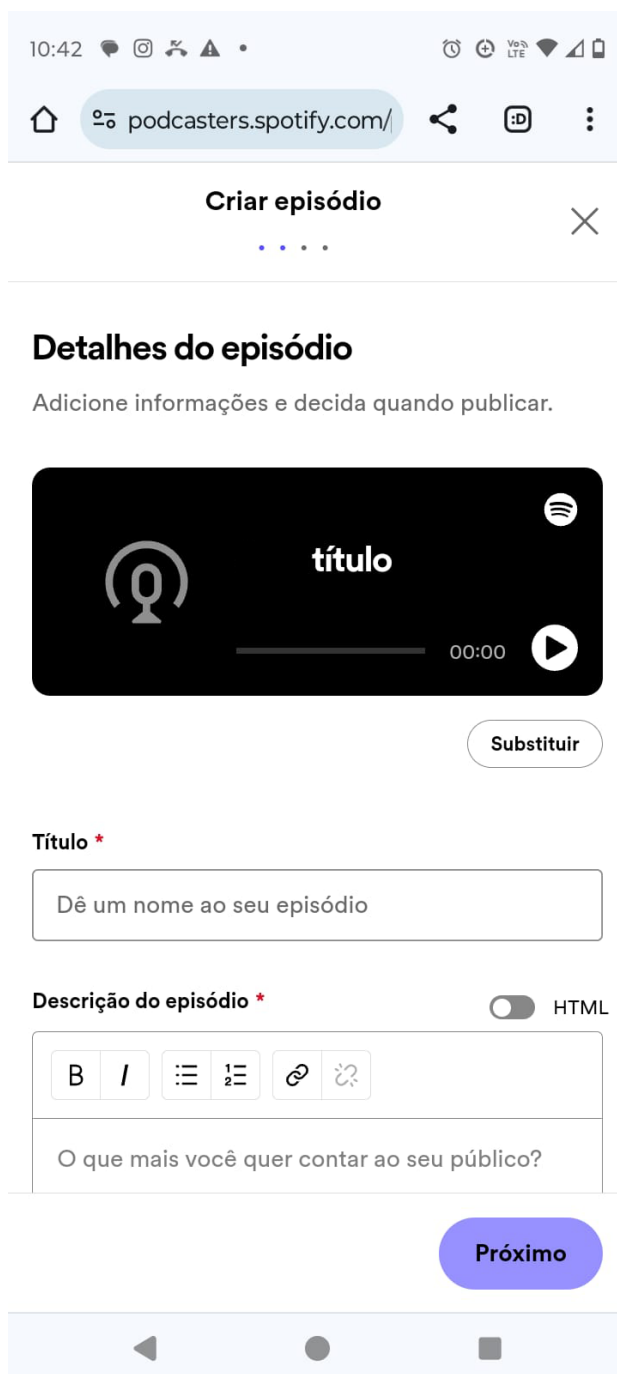 10:42
Vo)) LTE
podcasters.spotify.com/
:D
Criar episódio
Detalhes do episódio
Adicione informações e decida quando publicar.
título
00:00
Substituir
Título *
Dê um nome ao seu episódio
Descrição do episódio *
HTML
B I
O que mais você quer contar ao seu público?
Próximo